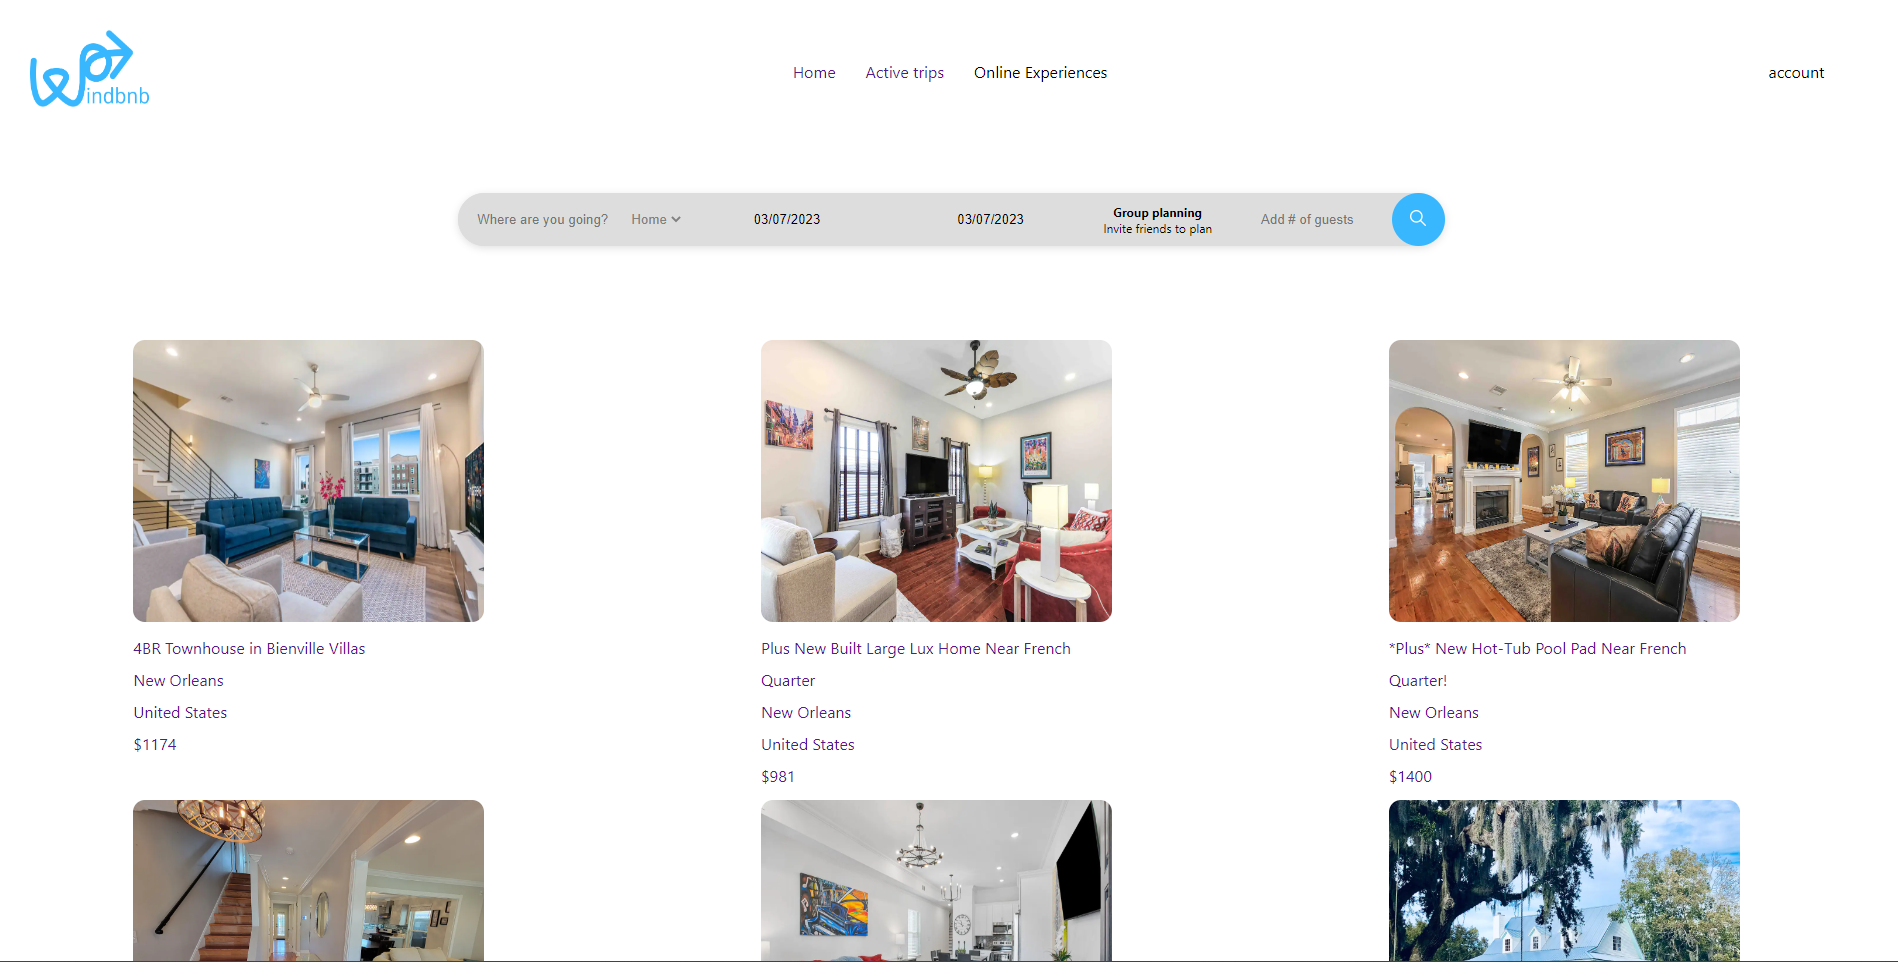 Windbnb
Home Active trips Online Experiences account
Where are you going? Home 03/07/2023 03/07/2023 Group planning Add # of guests
Invite friends to plan
4BR Townhouse in Bienville Villas
New Orleans
United States
$1174
Plus New Built Large Lux Home Near French
Quarter
New Orleans
United States
$981
*Plus* New Hot-Tub Pool Pad Near French
Quarter!
New Orleans
United States
$1400